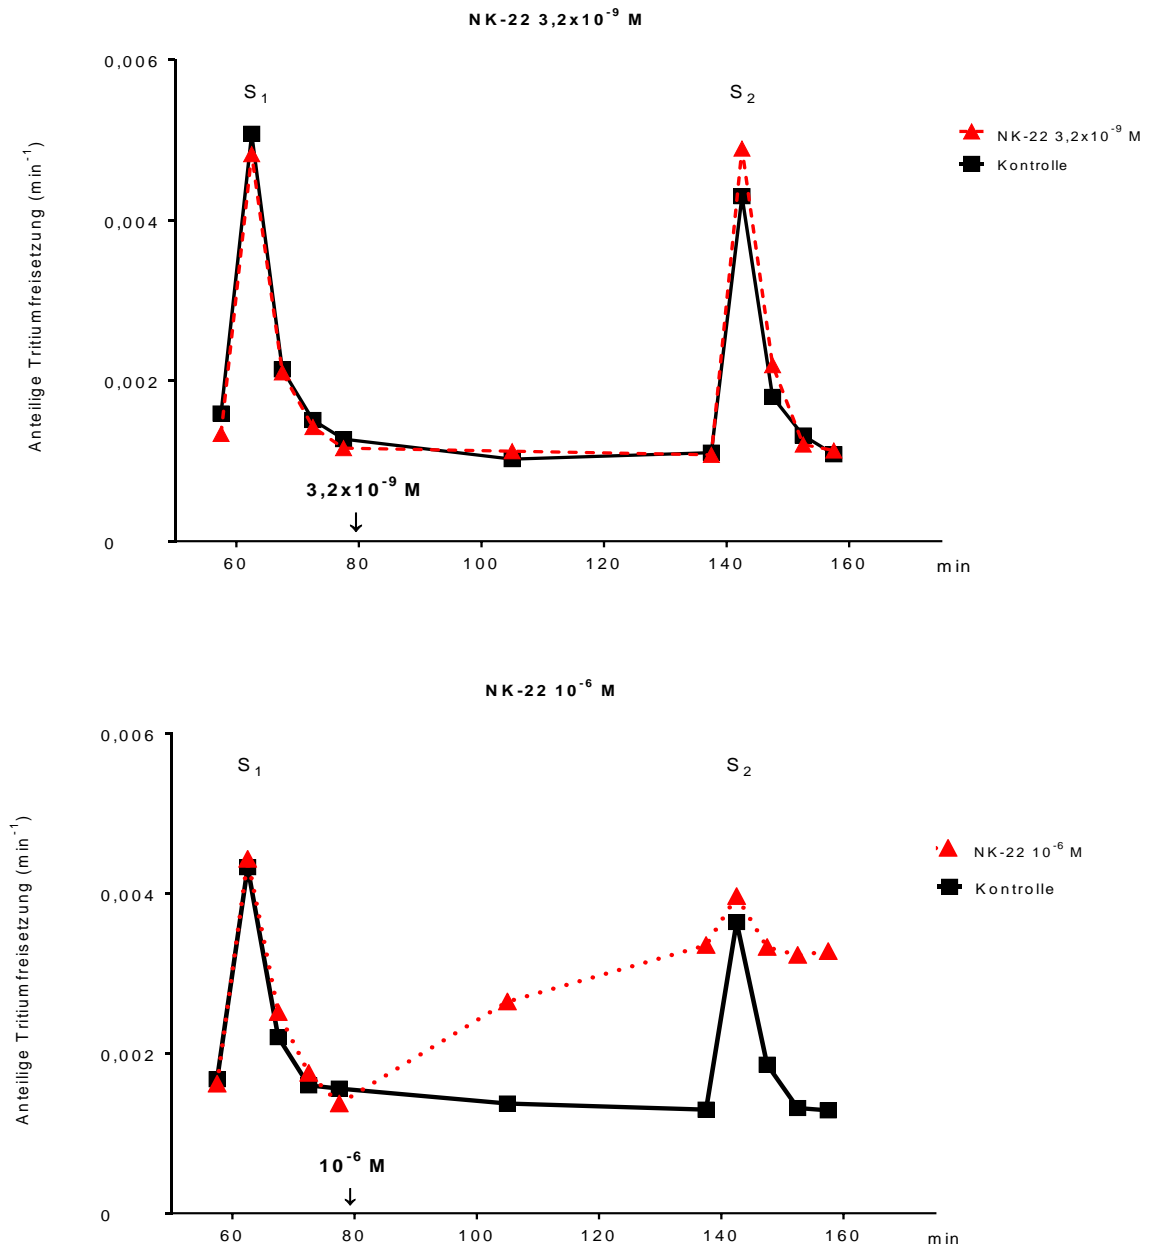 NK-22 3,2x10⁻⁹ M
0,006
S₁
S₂
Anteilige Tritiumfreisetzung (min⁻¹)
NK-22 3,2x10⁻⁹ M
Kontrolle
0,004
0,002
3,2x10⁻⁹ M
↓
0
60 80 100 120 140 160 min
NK-22 10⁻⁶ M
0,006
S₁
S₂
Anteilige Tritiumfreisetzung (min⁻¹)
NK-22 10⁻⁶ M
Kontrolle
0,004
0,002
10⁻⁶ M
↓
0
60 80 100 120 140 160 min